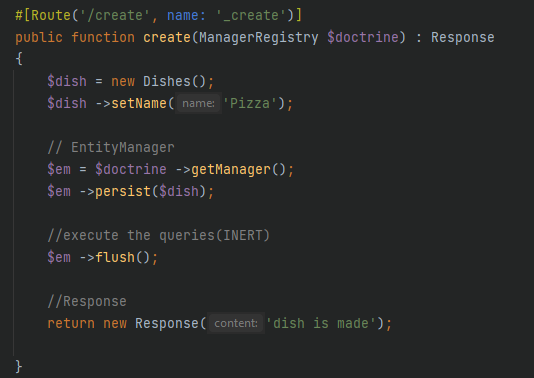 #[Route('/create', name: '_create')]
public function create(ManagerRegistry $doctrine) : Response
{
$dish = new Dishes();
$dish ->setName( name: 'Pizza');
// EntityManager
$em = $doctrine ->getManager();
$em ->persist($dish);
//execute the queries(INERT)
$em ->flush();
//Response
return new Response( content: 'dish is made');
}